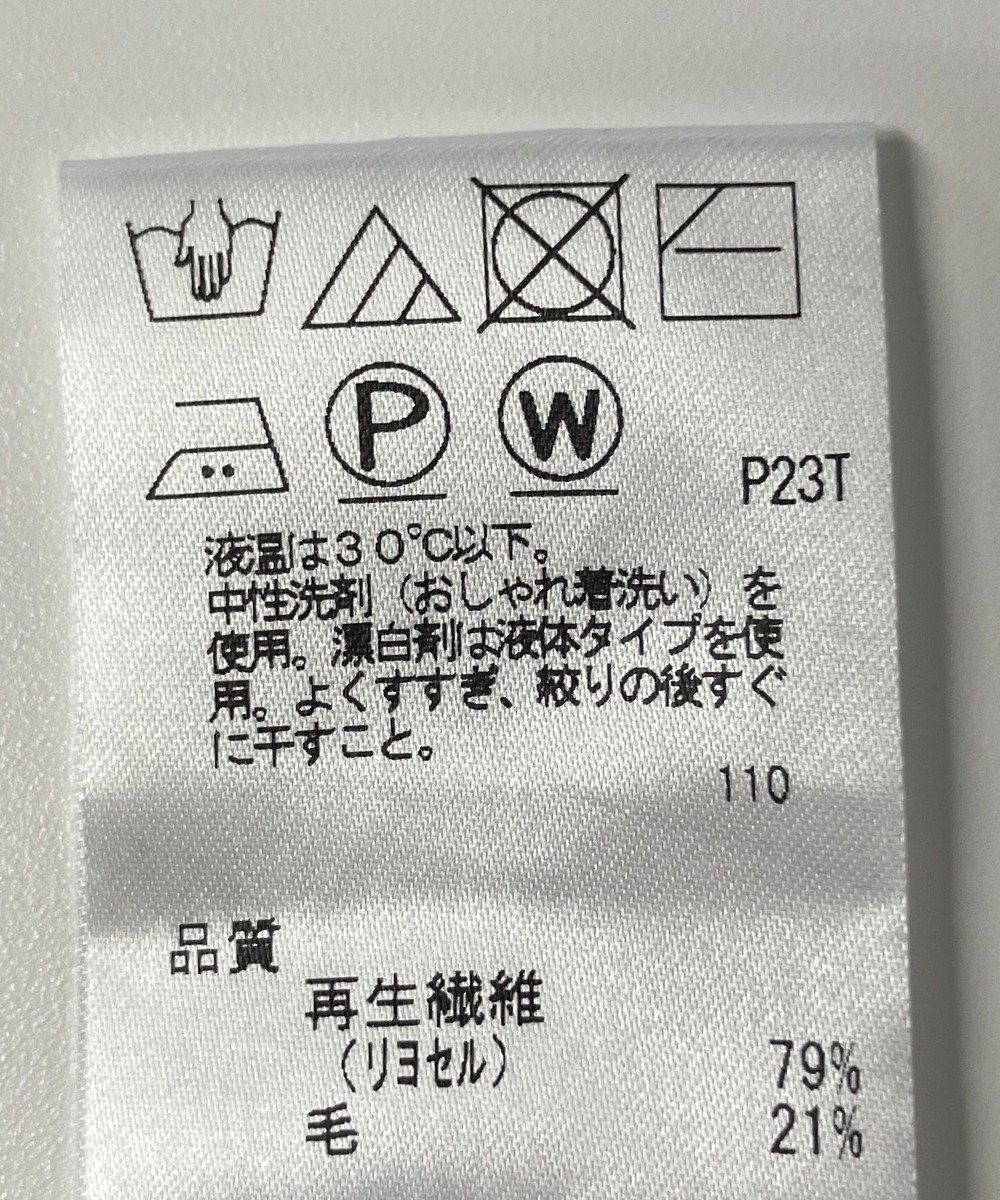 P W
P23T
液温は30℃以下。
中性洗剤（おしゃれ着洗い）を
使用。漂白剤は液体タイプを使
用。よくすすぎ、絞りの後すぐ
に干すこと。
110
品質
再生繊維
（リヨセル） 79%
毛 21%